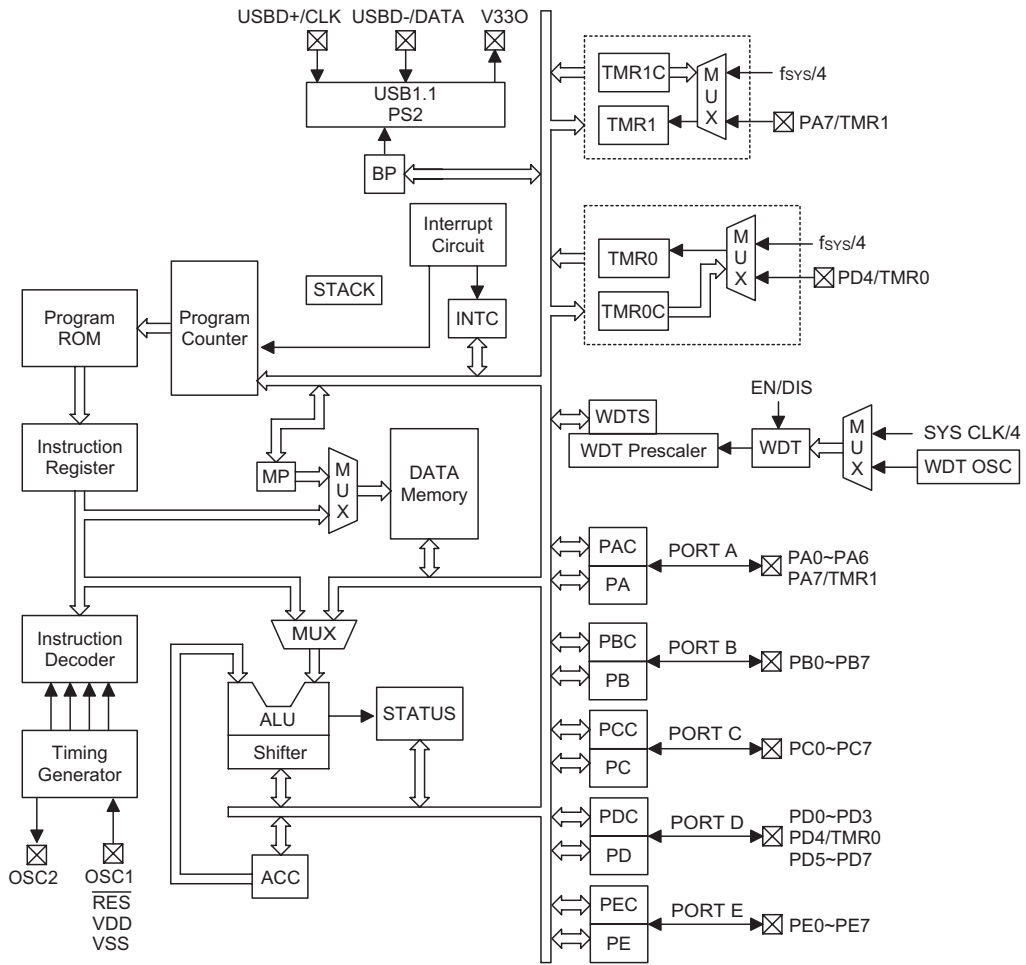 USBD+/CLK USBD-/DATA V33O
USB1.1
PS2
BP
Interrupt
Circuit
STACK
INTC
Program
ROM
Program
Counter
Instruction
Register
MP
MUX
DATA
Memory
MUX
Instruction
Decoder
ALU
Shifter
STATUS
Timing
Generator
ACC
OSC2
OSC1
RES
VDD
VSS
TMR1C
TMR1
MUX
fSYS/4
PA7/TMR1
TMR0
TMR0C
MUX
fSYS/4
PD4/TMR0
EN/DIS
WDTS
WDT Prescaler
WDT
MUX
SYS CLK/4
WDT OSC
PAC
PA
PORT A
PA0~PA6
PA7/TMR1
PBC
PB
PORT B
PB0~PB7
PCC
PC
PORT C
PC0~PC7
PDC
PD
PORT D
PD0~PD3
PD4/TMR0
PD5~PD7
PEC
PE
PORT E
PE0~PE7